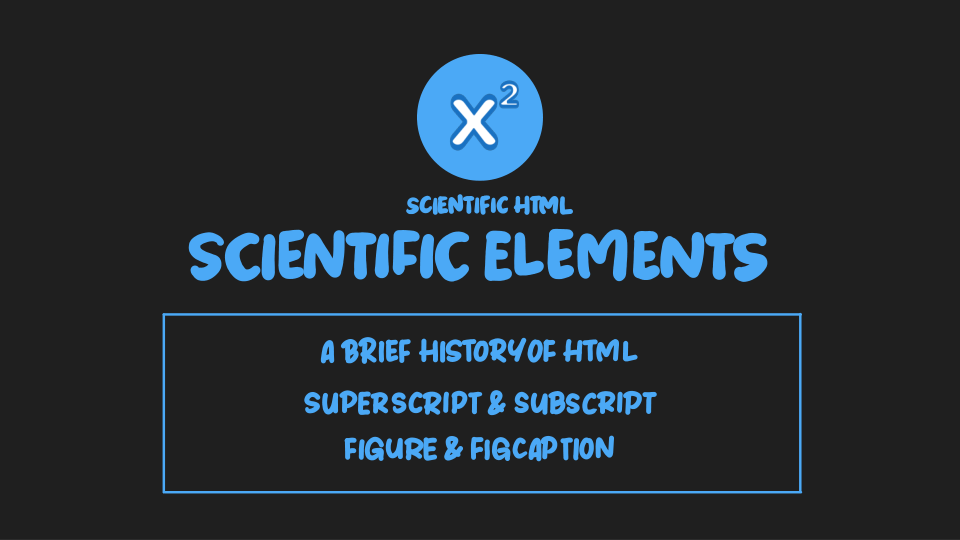 x²
SCIENTIFIC HTML
SCIENTIFIC ELEMENTS
A BRIEF HISTORY OF HTML
SUPERSCRIPT & SUBSCRIPT
FIGURE & FIGCAPTION